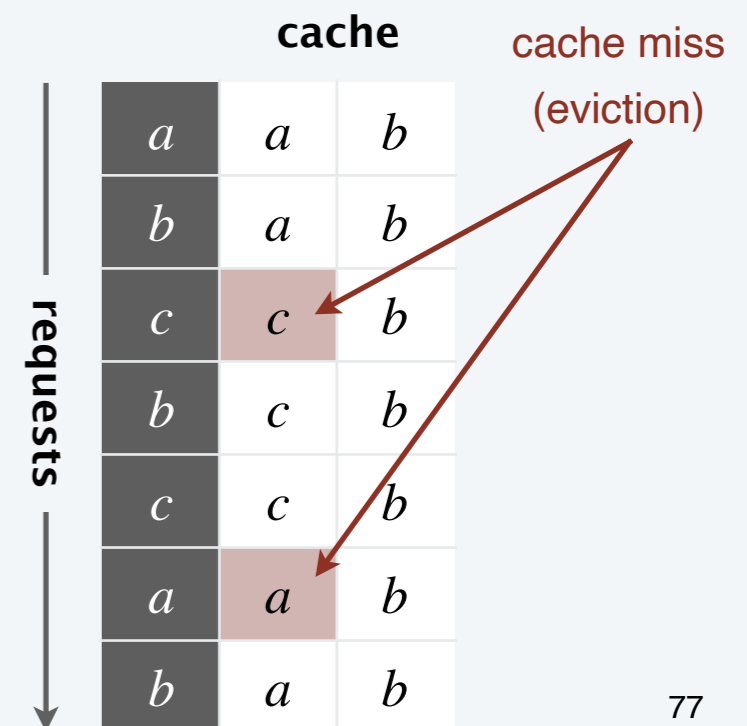 cache
cache miss
(eviction)
requests
a a b
b a b
c c b
b c b
c c b
a a b
b a b
77